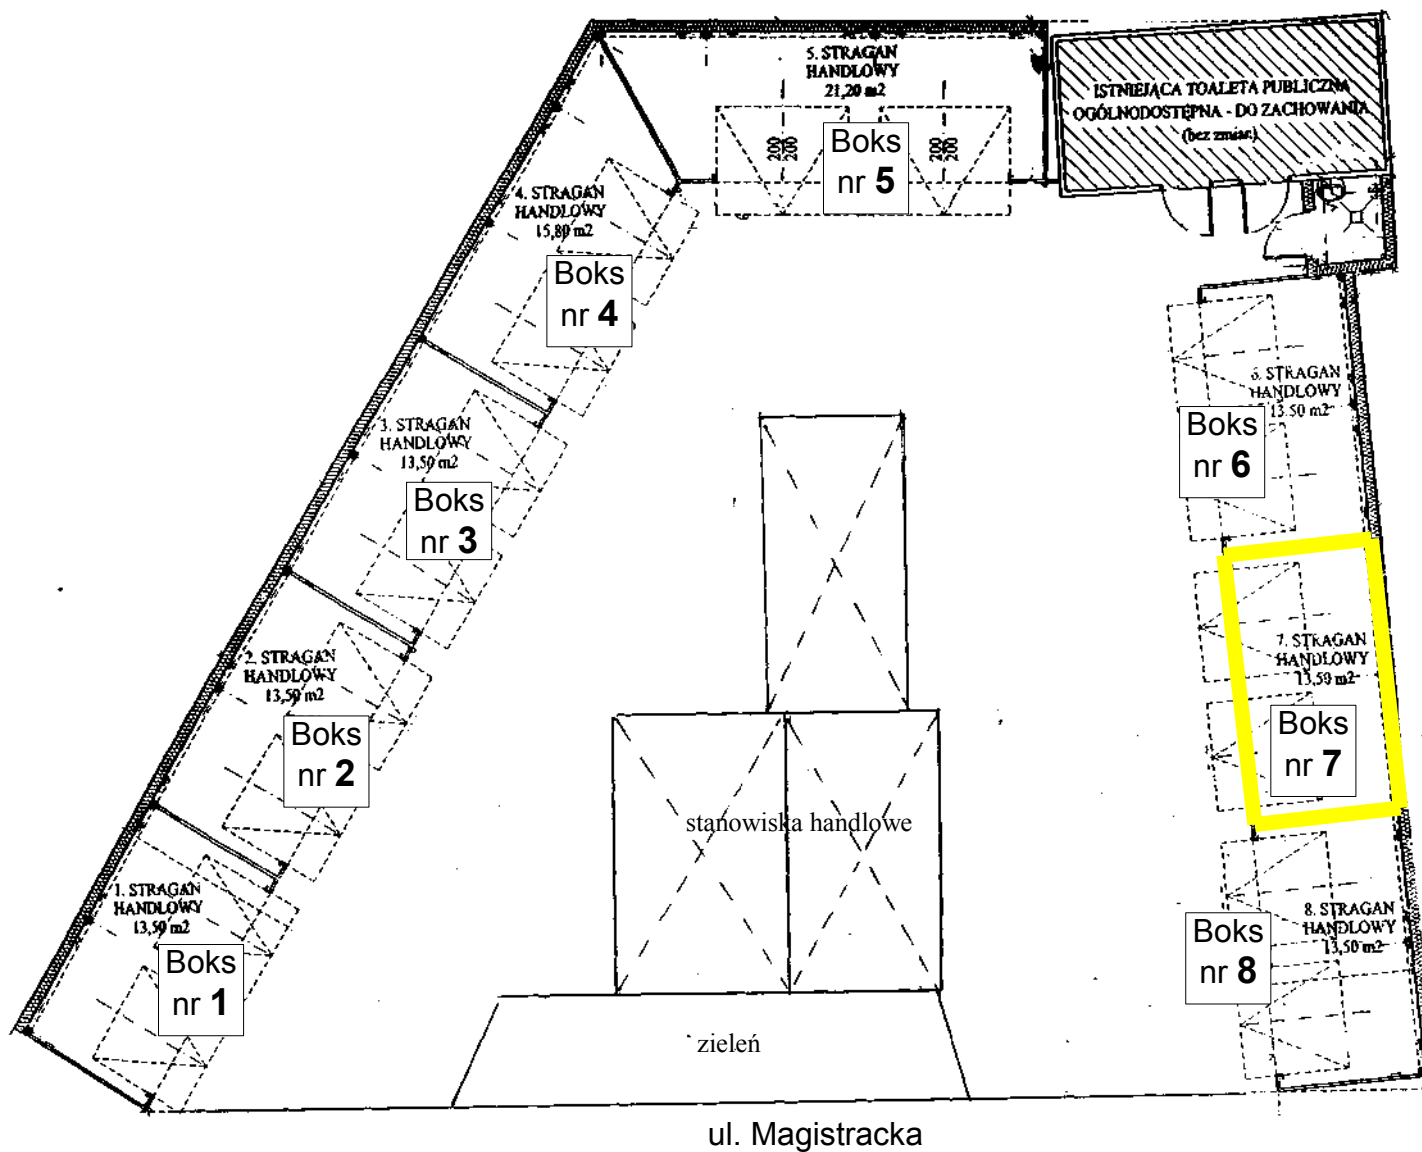 5. STRAGAN
HANDLOWY
21,20 m2
ISTNIEJĄCA TOALETA PUBLICZNA
OGÓLNODOSTĘPNA - DO ZACHOWANIA
(bez zmian)
200
200
200
200
Boks
nr 5
4. STRAGAN
HANDLOWY
15,80 m2
Boks
nr 4
6. STRAGAN
HANDLOWY
13,50 m2
Boks
nr 6
3. STRAGAN
HANDLOWY
13,50 m2
Boks
nr 3
7. STRAGAN
HANDLOWY
13,50 m2
Boks
nr 7
2. STRAGAN
HANDLOWY
13,50 m2
Boks
nr 2
stanowiska handlowe
1. STRAGAN
HANDLOWY
13,50 m2
Boks
nr 1
8. STRAGAN
HANDLOWY
13,50 m2
Boks
nr 8
zieleń
ul. Magistracka